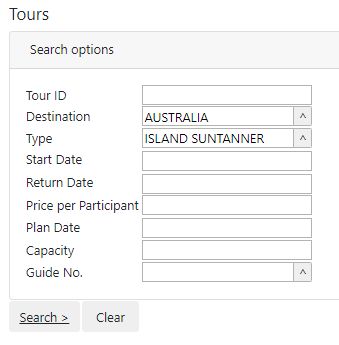 Tours
Search options
Tour ID
Destination AUSTRALIA
Type ISLAND SUNTANNER
Start Date
Return Date
Price per Participant
Plan Date
Capacity
Guide No.
Search > Clear